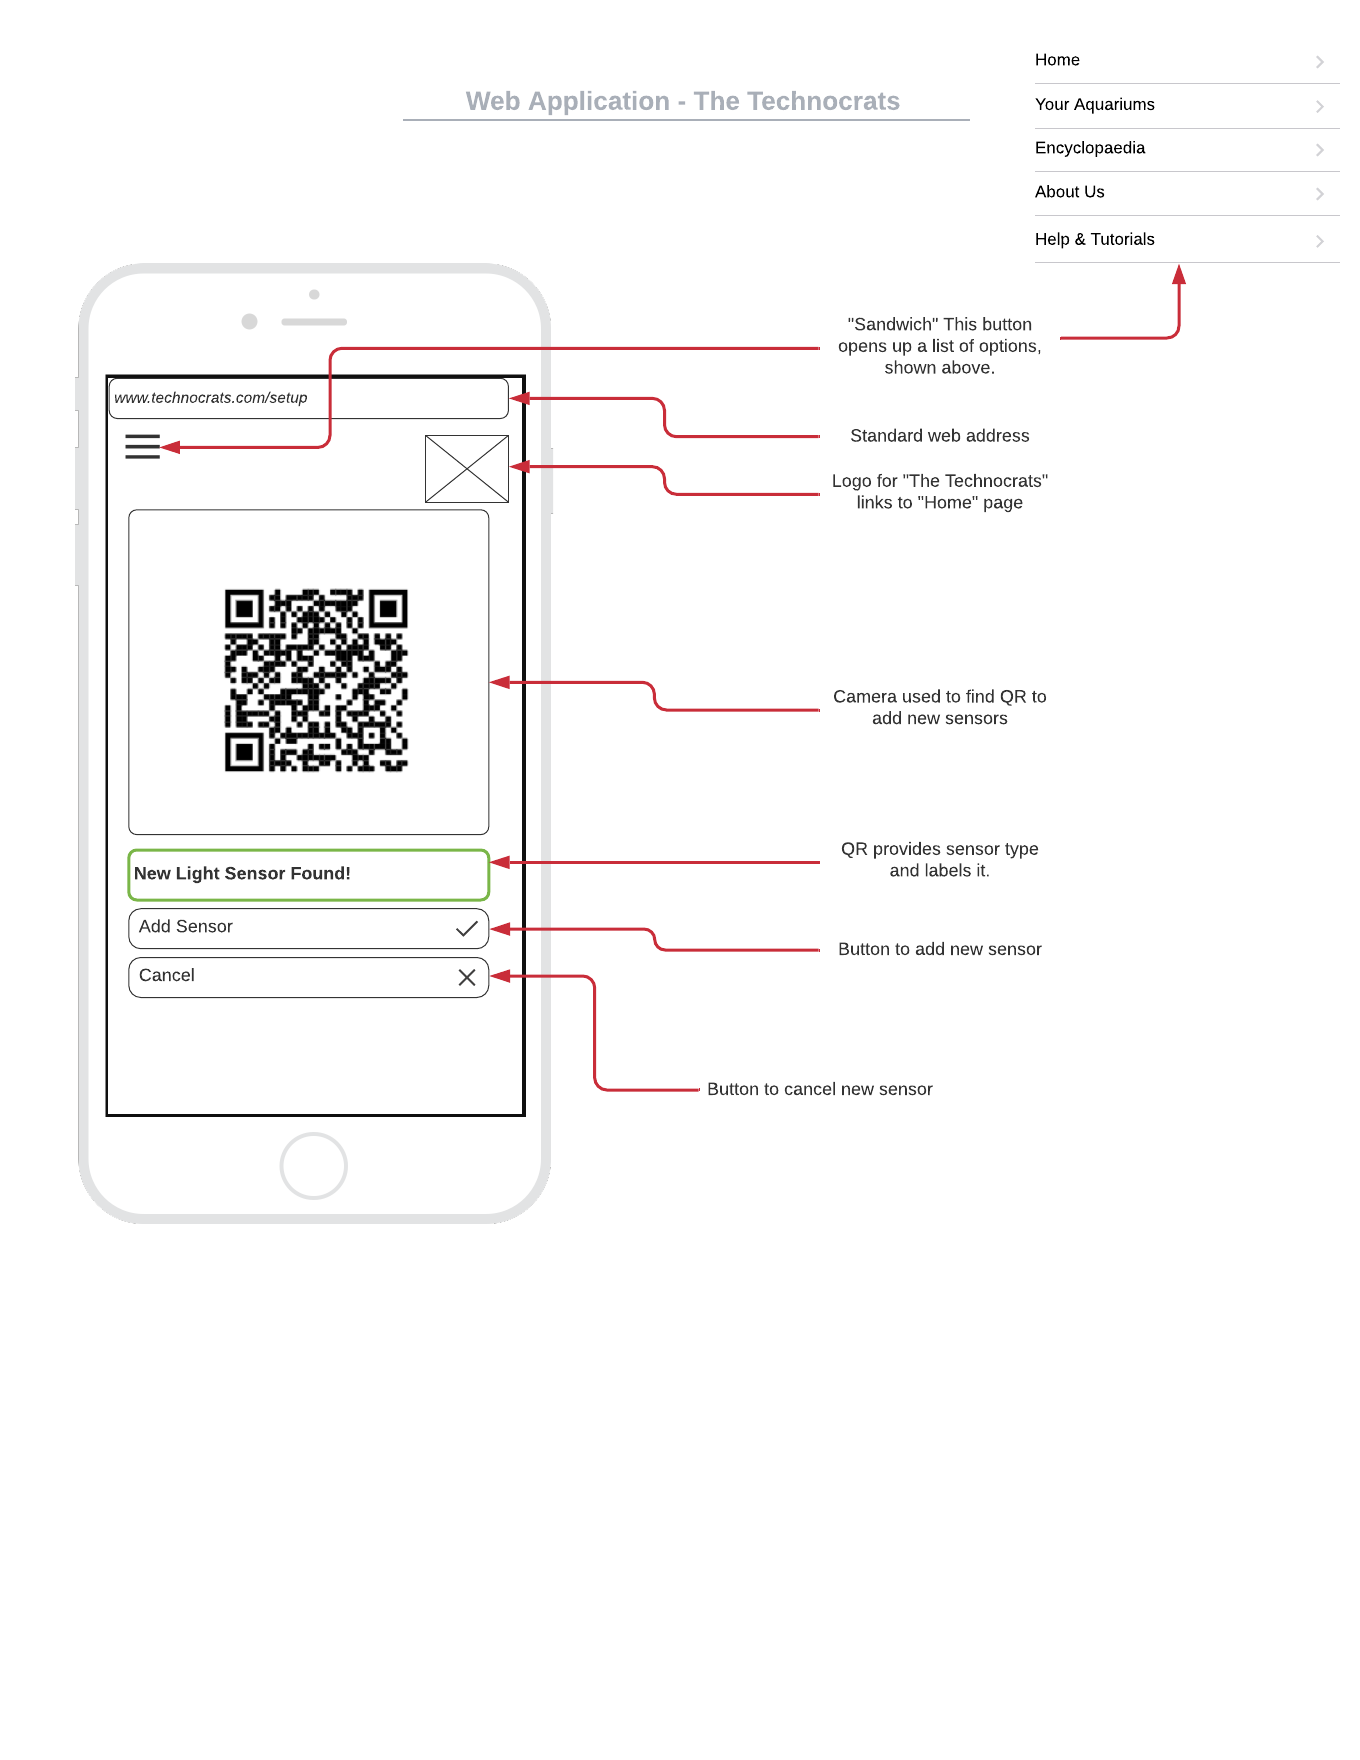 Home
Web Application - The Technocrats
Your Aquariums
Encyclopaedia
About Us
Help & Tutorials
"Sandwich" This button
opens up a list of options,
shown above.
www.technocrats.com/setup
Standard web address
Logo for "The Technocrats"
links to "Home" page
Camera used to find QR to
add new sensors
QR provides sensor type
and labels it.
New Light Sensor Found!
Add Sensor
Button to add new sensor
Cancel
Button to cancel new sensor